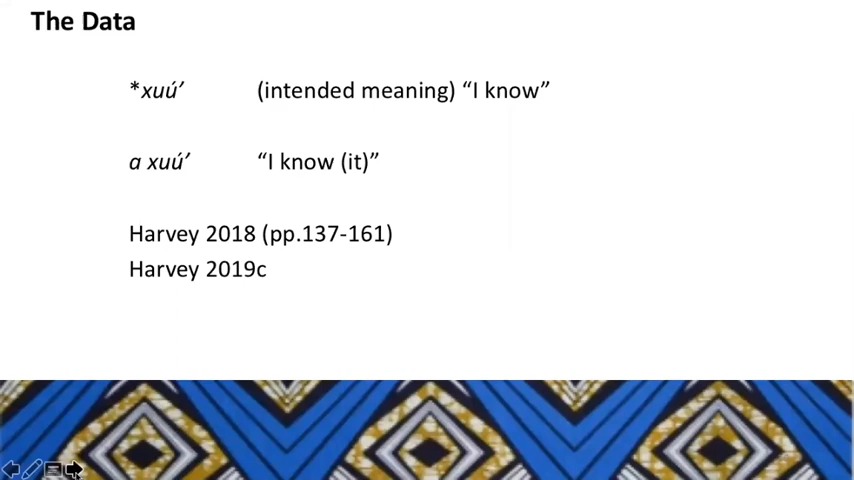 The Data
*xuú’ (intended meaning) “I know”
a xuú’ “I know (it)”
Harvey 2018 (pp.137-161)
Harvey 2019c